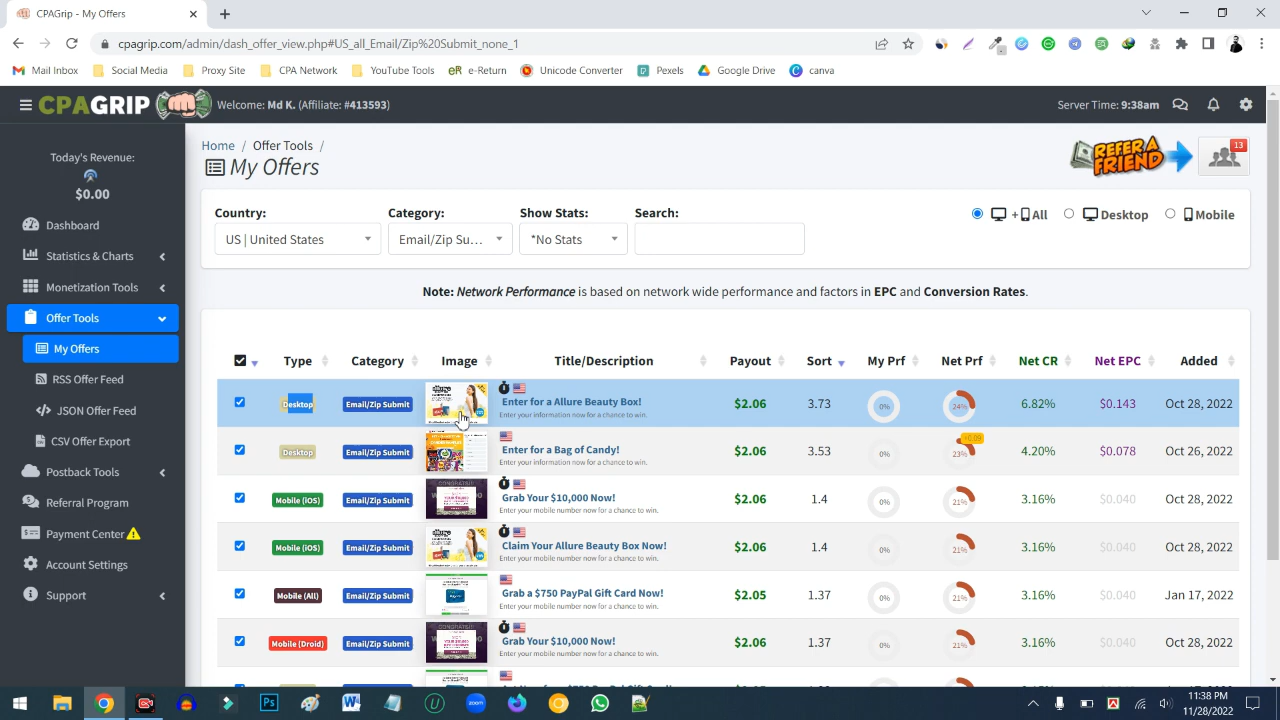 CPAGrip - My Offers
cpagrip.com/admin/dash_offer_view.php#US_all_Email/Zip%20Submit_none_1
Mail Inbox Social Media Proxy Site CPA Network YouTube Tools eR e-Return Unicode Converter Pexels Google Drive canva
CPAGRIP Welcome: Md K. (Affiliate: #413593) Server Time: 9:38am
Today's Revenue:
$0.00
Dashboard
Statistics & Charts
Monetization Tools
Offer Tools
My Offers
RSS Offer Feed
JSON Offer Feed
CSV Offer Export
Postback Tools
Referral Program
Payment Center
Account Settings
Support
Home / Offer Tools /
My Offers
REFER A FRIEND 13
Country: Category: Show Stats: Search:
US | United States Email/Zip Su... *No Stats
+ All Desktop Mobile
Note: Network Performance is based on network wide performance and factors in EPC and Conversion Rates.
Type Category Image Title/Description Payout Sort My Prf Net Prf Net CR Net EPC Added
Desktop Email/Zip Submit Enter for a Allure Beauty Box! $2.06 3.73 0% 24% 6.82% $0.143 Oct 28, 2022
Enter your information now for a chance to win.
Desktop Email/Zip Submit Enter for a Bag of Candy! $2.06 3.53 0% 23% +0.09 4.20% $0.078 Oct 26, 2022
Enter your information now for a chance to win.
Mobile (iOS) Email/Zip Submit Grab Your $10,000 Now! $2.06 1.4 0% 21% 3.16% $0.040 Oct 28, 2022
Enter your mobile number now for a chance to win.
Mobile (iOS) Email/Zip Submit Claim Your Allure Beauty Box Now! $2.06 1.4 0% 21% 3.16% $0.040 Oct 28, 2022
Enter your mobile number now for a chance to win.
Mobile (All) Email/Zip Submit Grab a $750 PayPal Gift Card Now! $2.05 1.37 0% 21% 3.16% $0.040 Jan 17, 2022
Enter your mobile number now for a chance to win.
Mobile (Droid) Email/Zip Submit Grab Your $10,000 Now! $2.06 1.37 0% 21% 3.16% $0.040 Oct 28, 2022
Enter your mobile number now for a chance to win.
Ps zoom
11:38 PM
11/28/2022